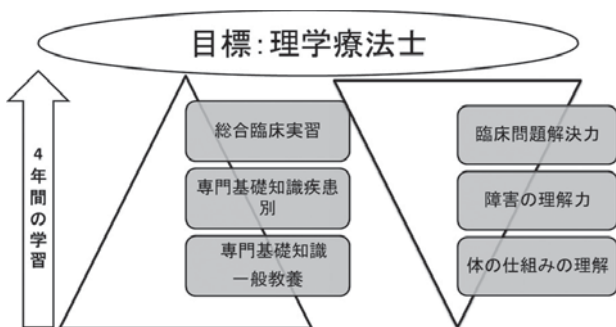 目標:理学療法士
4年間の学習
総合臨床実習
専門基礎知識疾患
別
専門基礎知識
一般教養
臨床問題解決力
障害の理解力
体の仕組みの理解